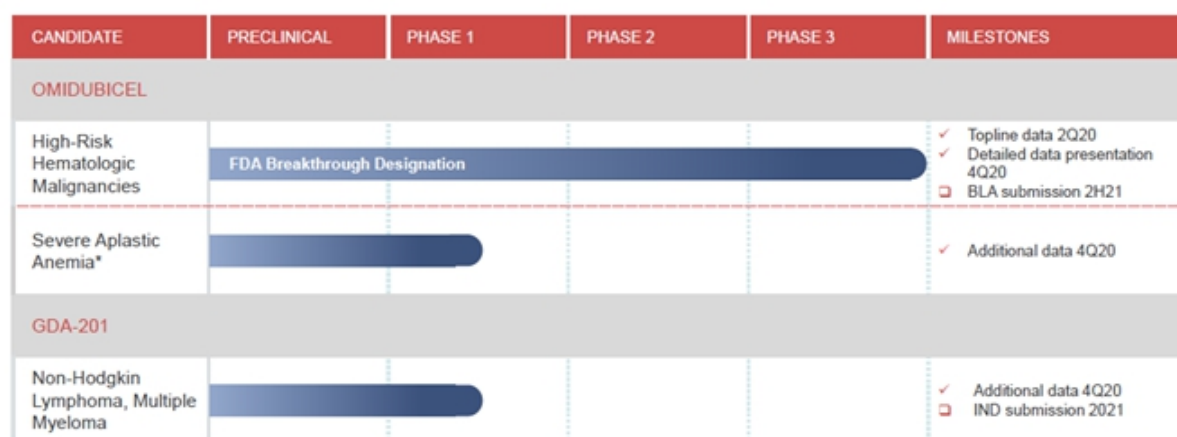 CANDIDATE PRECLINICAL PHASE 1 PHASE 2 PHASE 3 MILESTONES
OMIDUBICEL
High-Risk
Hematologic
Malignancies
FDA Breakthrough Designation
✓ Topline data 2Q20
✓ Detailed data presentation
4Q20
❑ BLA submission 2H21
Severe Aplastic
Anemia*
✓ Additional data 4Q20
GDA-201
Non-Hodgkin
Lymphoma, Multiple
Myeloma
✓ Additional data 4Q20
❑ IND submission 2021